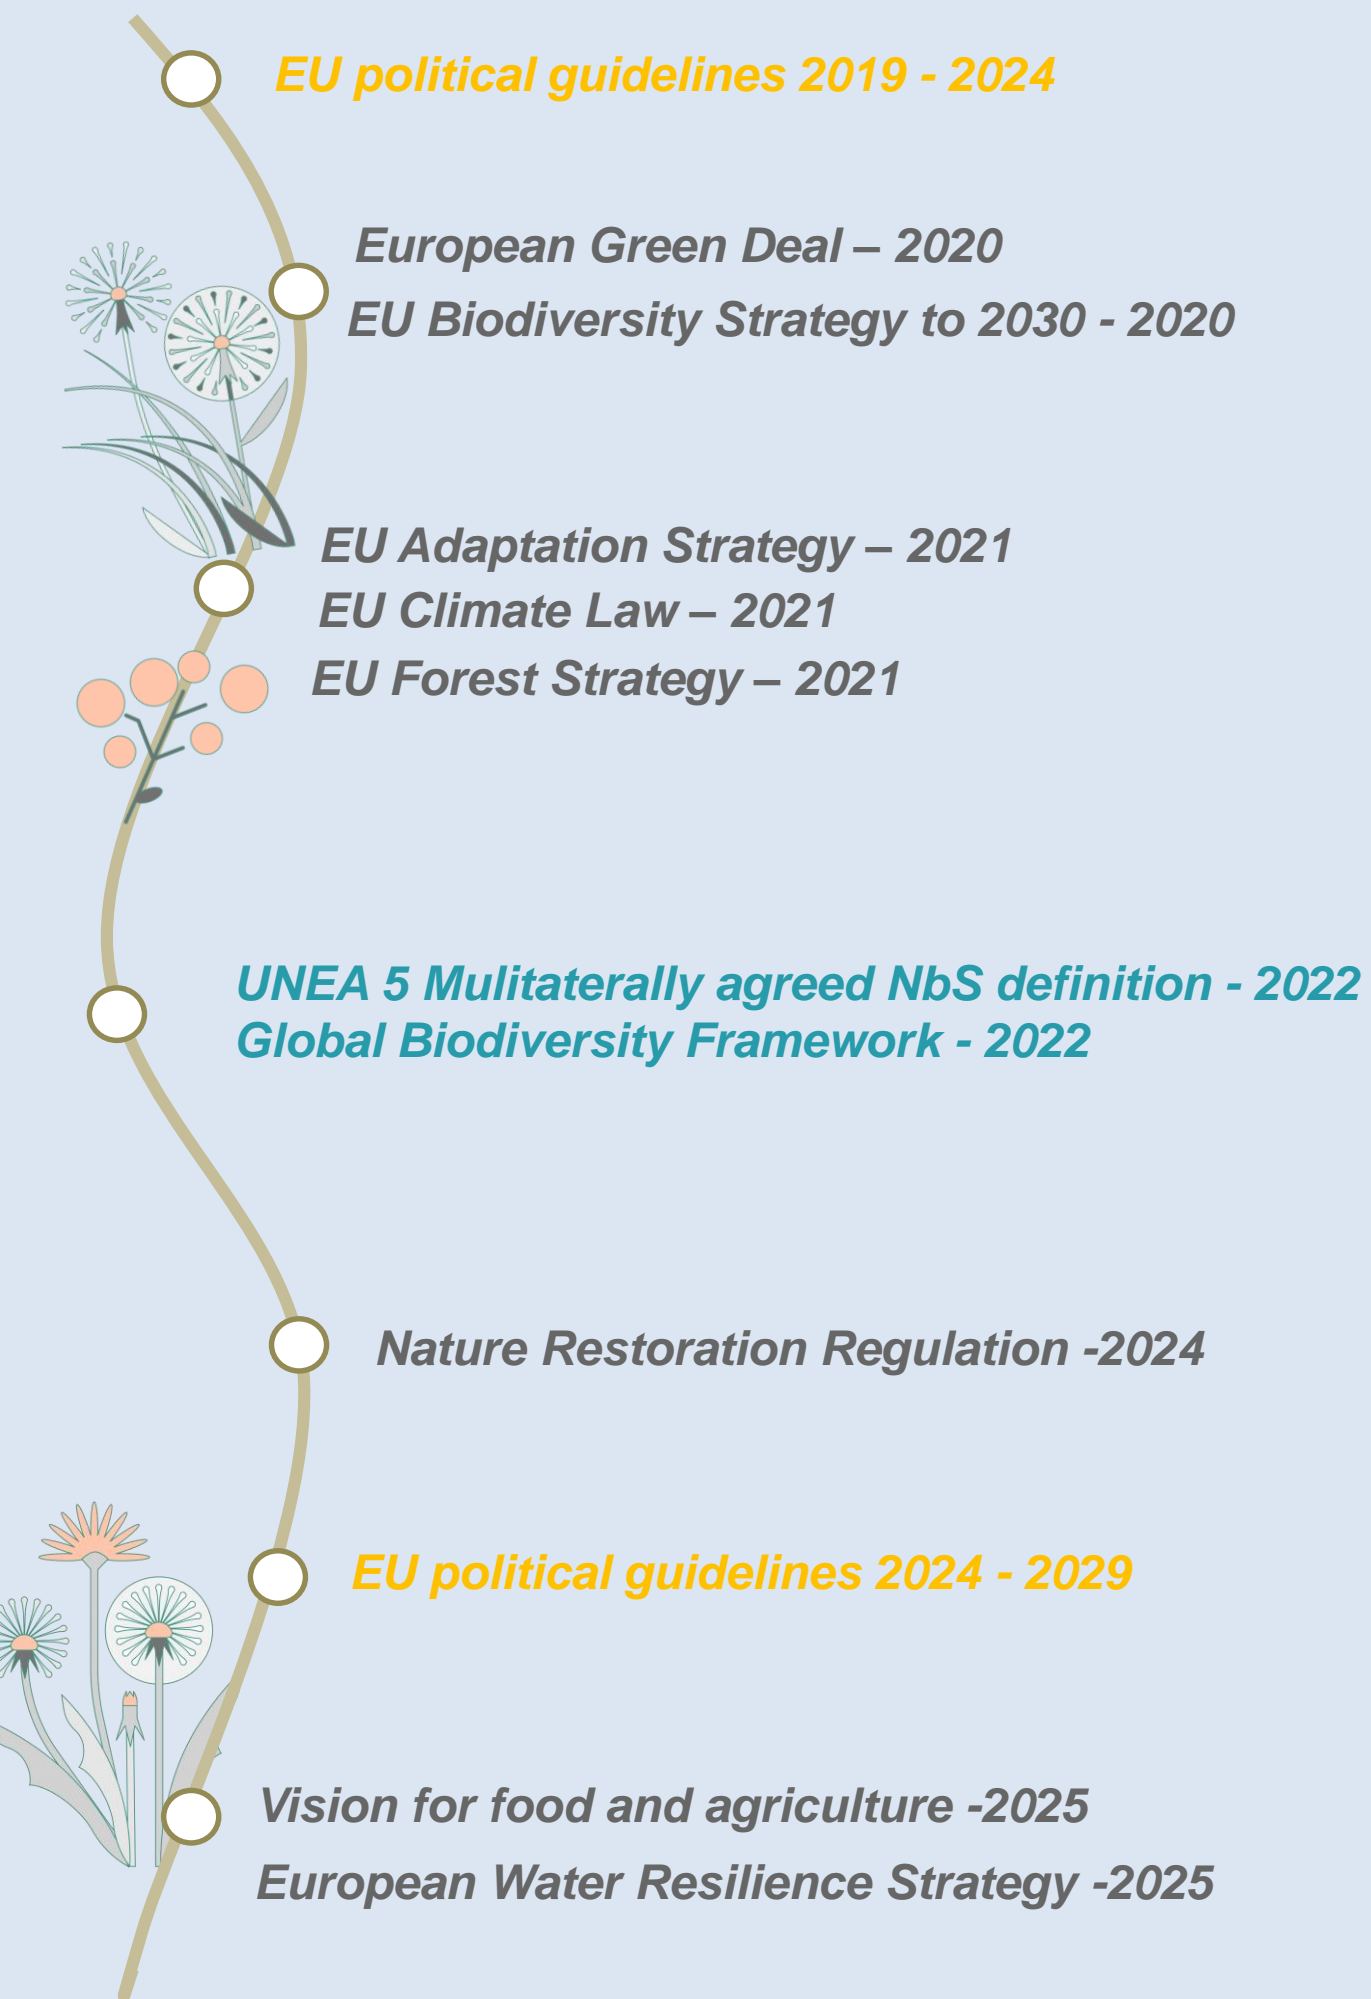 EU political guidelines 2019 - 2024
European Green Deal – 2020
EU Biodiversity Strategy to 2030 - 2020
EU Adaptation Strategy – 2021
EU Climate Law – 2021
EU Forest Strategy – 2021
UNEA 5 Mulitaterally agreed NbS definition - 2022
Global Biodiversity Framework - 2022
Nature Restoration Regulation -2024
EU political guidelines 2024 - 2029
Vision for food and agriculture -2025
European Water Resilience Strategy -2025